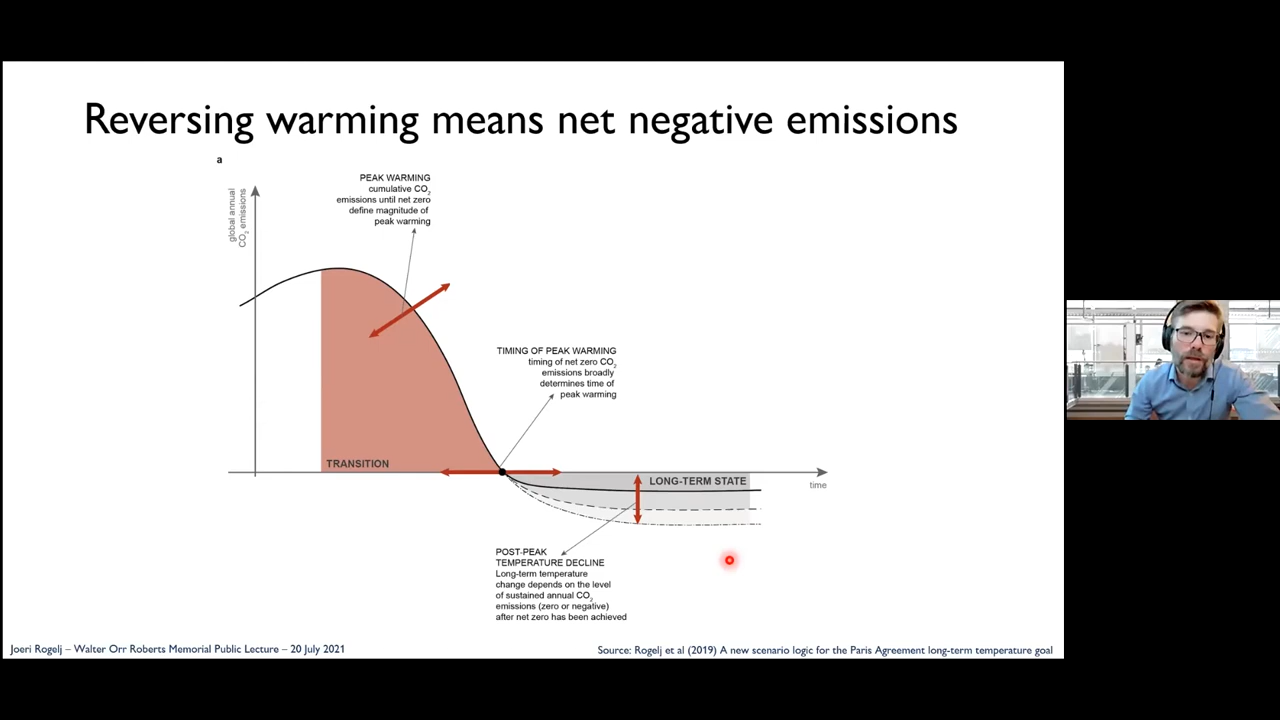 Reversing warming means net negative emissions
a
global annual
CO2 emissions
PEAK WARMING
cumulative CO2
emissions until net zero
define magnitude of
peak warming
TIMING OF PEAK WARMING
timing of net zero CO2
emissions broadly
determines time of
peak warming
TRANSITION
LONG-TERM STATE
time
POST-PEAK
TEMPERATURE DECLINE
Long-term temperature
change depends on the level
of sustained annual CO2
emissions (zero or negative)
after net zero has been achieved
Joeri Rogelj – Walter Orr Roberts Memorial Public Lecture – 20 July 2021
Source: Rogelj et al (2019) A new scenario logic for the Paris Agreement long-term temperature goal